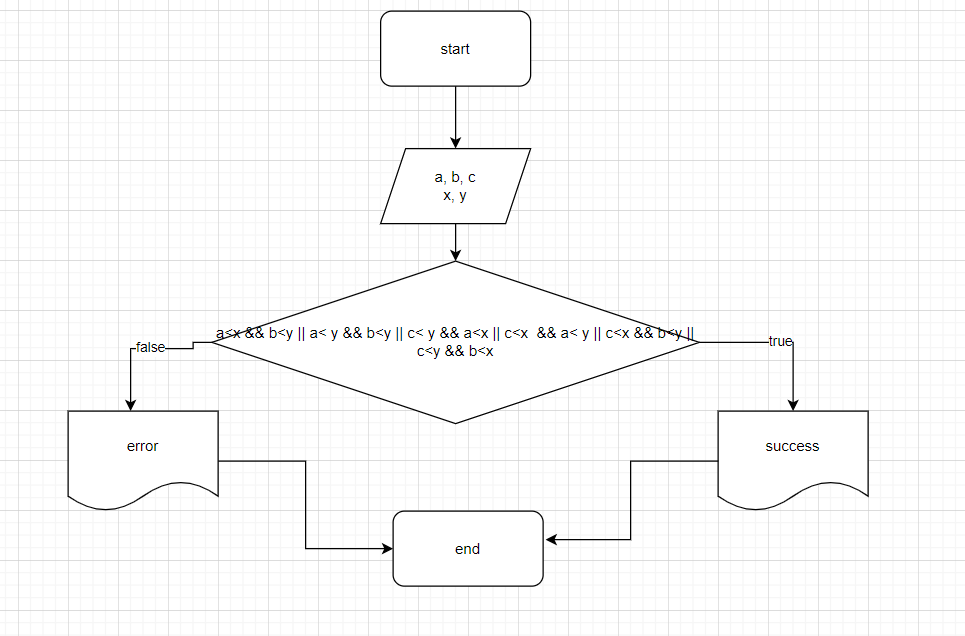 start
a, b, c
x, y
a<x && b<y || a< y && b<y || c< y && a<x || c<x  && a< y || c<x && b<y ||
c<y && b<x
false
true
error
success
end